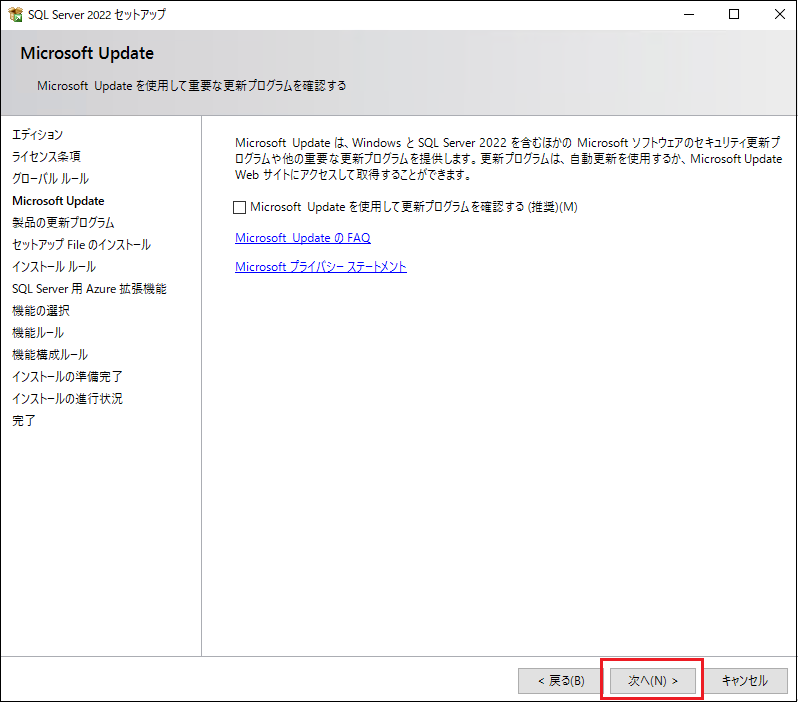 SQL Server 2022 セットアップ
Microsoft Update
Microsoft Update を使用して重要な更新プログラムを確認する
エディション
ライセンス条項
グローバル ルール
Microsoft Update
製品の更新プログラム
セットアップ File のインストール
インストール ルール
SQL Server 用 Azure 拡張機能
機能の選択
機能ルール
機能構成ルール
インストールの準備完了
インストールの進行状況
完了
Microsoft Update は、Windows と SQL Server 2022 を含むほかの Microsoft ソフトウェアのセキュリティ更新プ
ログラムや他の重要な更新プログラムを提供します。更新プログラムは、自動更新を使用するか、Microsoft Update
Web サイトにアクセスして取得することができます。
Microsoft Update を使用して更新プログラムを確認する (推奨)(M)
Microsoft Update の FAQ
Microsoft プライバシー ステートメント
< 戻る(B)
次へ(N) >
キャンセル